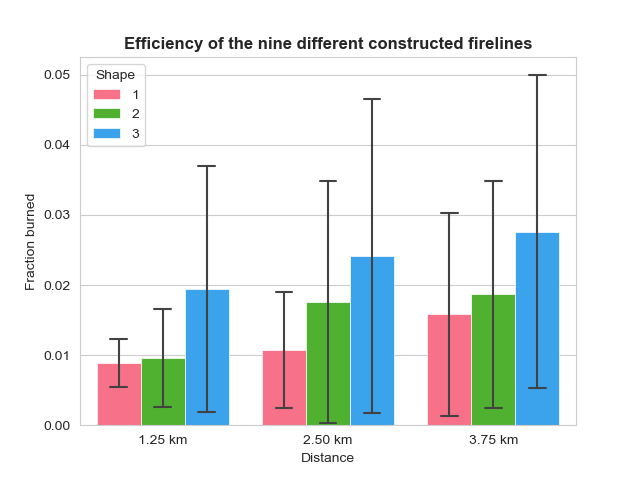 Efficiency of the nine different constructed firelines
Shape
1
2
3
0.05
0.04
0.03
0.02
0.01
0.00
Fraction burned
1.25 km
2.50 km
3.75 km
Distance